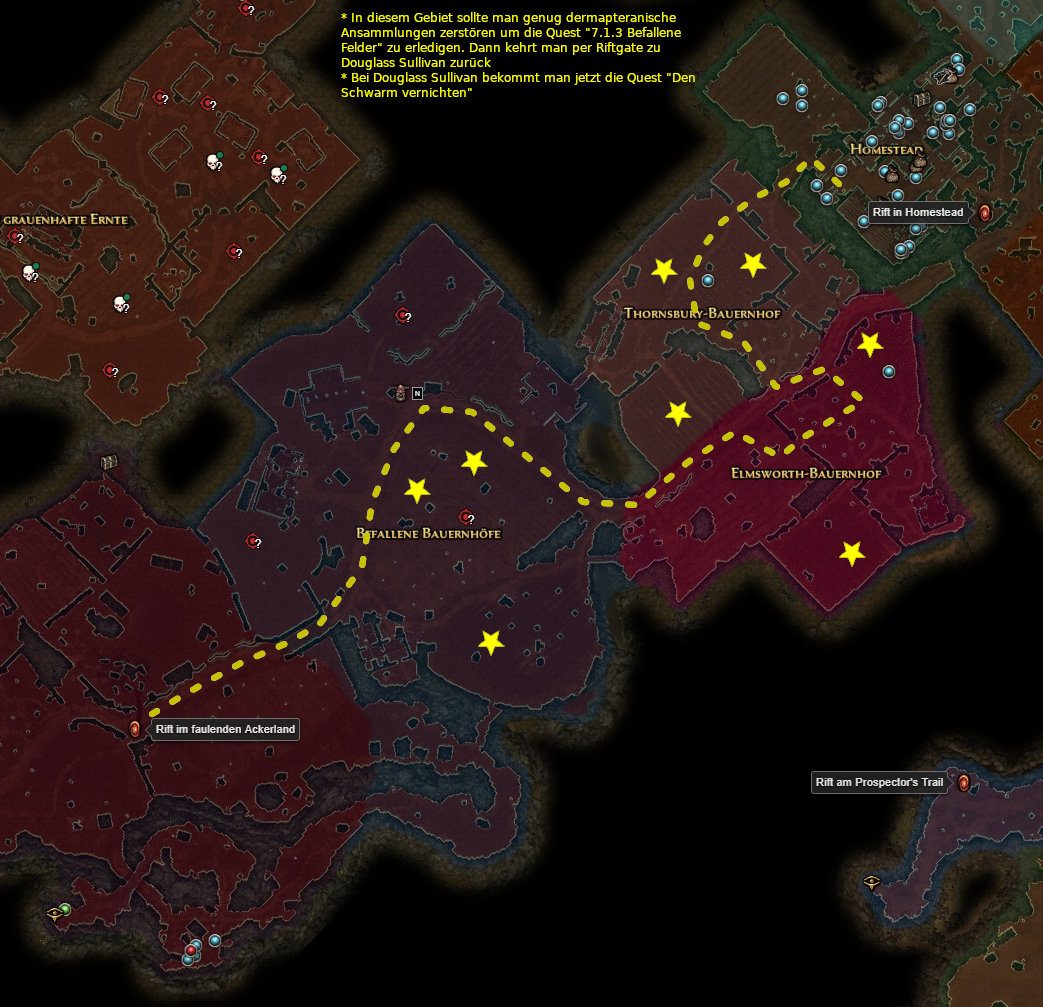 * In diesem Gebiet sollte man genug dermapteranische
Ansammlungen zerstören um die Quest "7.1.3 Befallene
Felder" zu erledigen. Dann kehrt man per Riftgate zu
Douglass Sullivan zurück
* Bei Douglass Sullivan bekommt man jetzt die Quest "Den
Schwarm vernichten"
Homestead
Rift in Homestead
grauenhafte Ernte
Thornsbury-Bauernhof
N
Elmsworth-Bauernhof
Befallene Bauernhöfe
Rift im faulenden Ackerland
Rift am Prospector's Trail